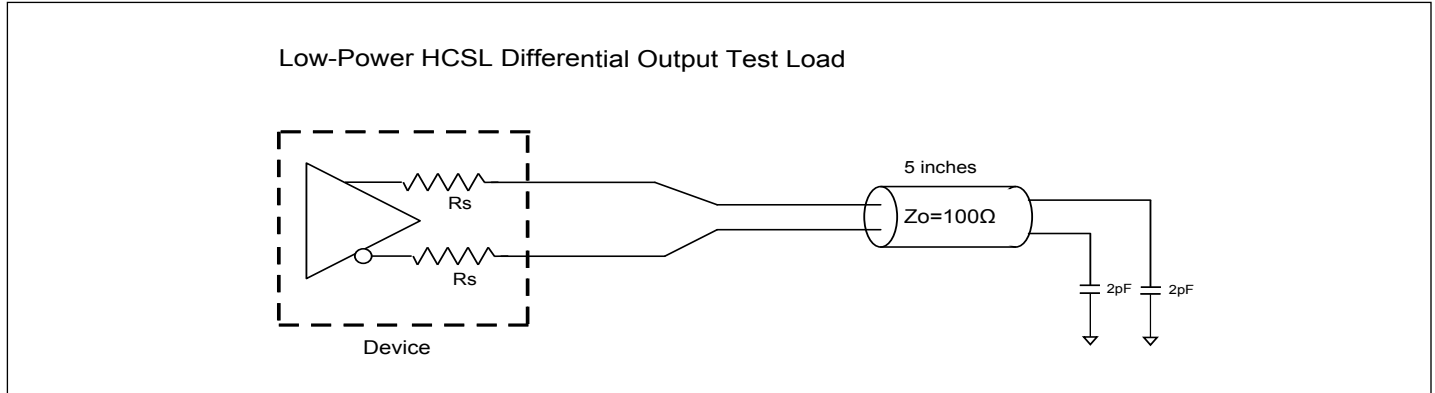 Low-Power HCSL Differential Output Test Load
5 inches
Rs
Zo=100Ω
Rs
2pF
2pF
Device